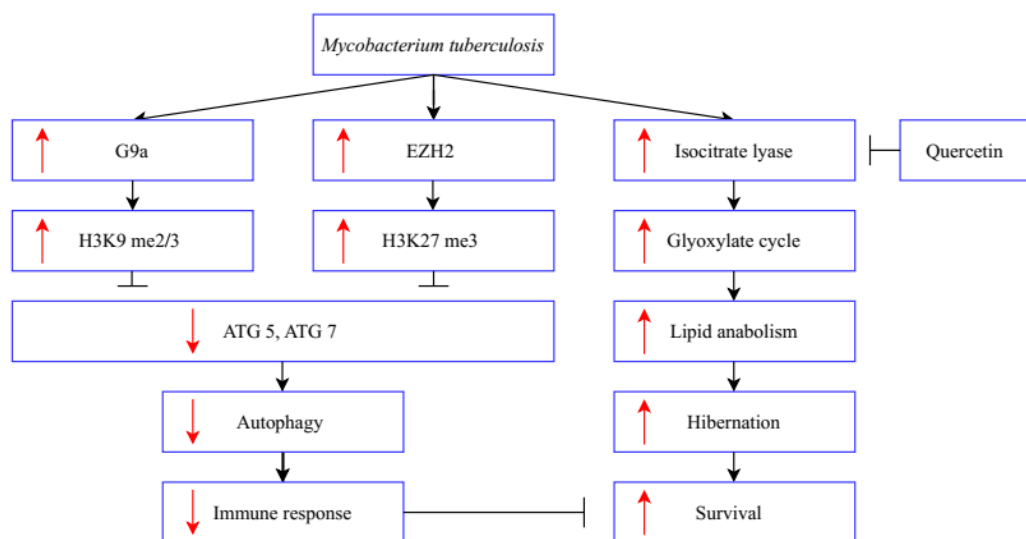 Mycobacterium tuberculosis
G9a
EZH2
Isocitrate lyase
Quercetin
H3K9 me2/3
H3K27 me3
Glyoxylate cycle
ATG 5, ATG 7
Lipid anabolism
Autophagy
Hibernation
Immune response
Survival